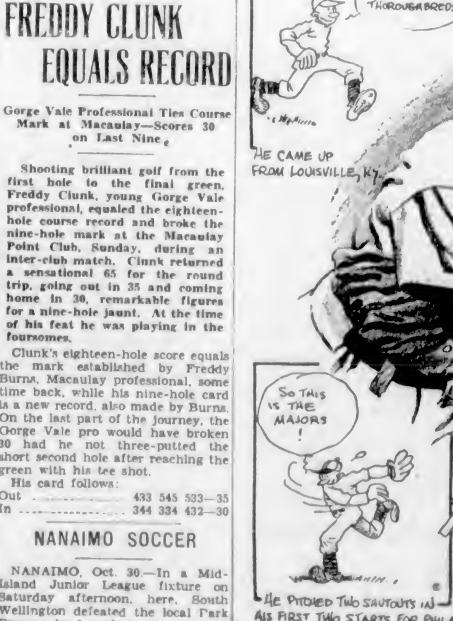 FREDDY CLUNK
EQUALS RECORD
Gorge Vale Professional Ties Course
Mark at Macaulay—Scores 30
on Last Nine
Shooting brilliant golf from the
first hole to the final green,
Freddy Clunk, young Gorge Vale
professional, equaled the eighteen-
hole course record and broke the
nine-hole mark at the Macaulay
Point Club, Sunday, during an
inter-club match. Clunk returned
a sensational 65 for the round
trip, going out in 35 and coming
home in 30, remarkable figures
for a nine-hole jaunt. At the time
of his feat he was playing in the
foursomes.
Clunk's eighteen-hole score equals
the mark established by Freddy
Burns, Macaulay professional, some
time back, while his nine-hole card
is a new record, also made by Burns.
On the last part of the journey, the
Gorge Vale pro would have broken
30 had he not three-putted the
short second hole after reaching the
green with his tee shot.
His card follows:
Out 433 545 533—35
In 344 334 432—30
NANAIMO SOCCER
NANAIMO, Oct. 30.—In a Mid-
Island Junior League fixture on
Saturday afternoon, here, South
Wellington defeated the local Park
THOROUGHBREDS
HE CAME UP
FROM LOUISVILLE, KY.
SO THIS
IS THE
MAJORS
!
HE PITCHED TWO SHUTOUTS IN
HIS FIRST TWO STARTS FOR